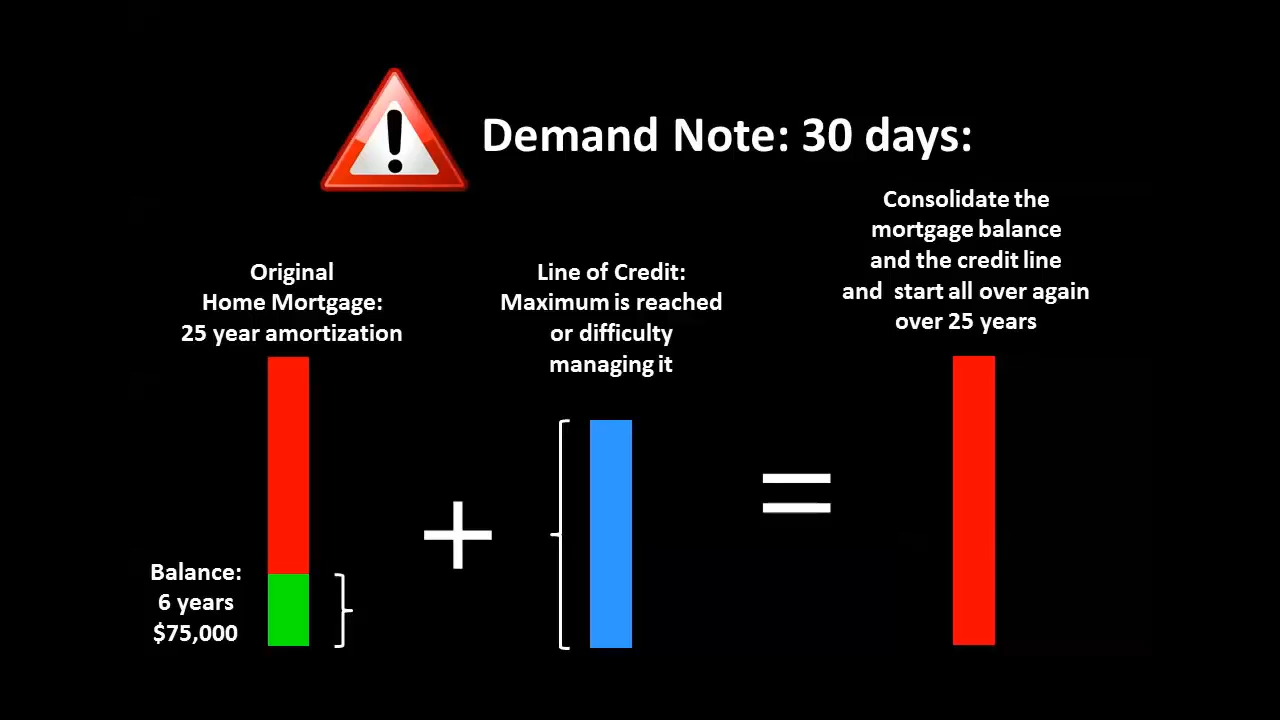 Demand Note: 30 days:
Original
Home Mortgage:
25 year amortization
Line of Credit:
Maximum is reached
or difficulty
managing it
Consolidate the
mortgage balance
and the credit line
and start all over again
over 25 years
Balance:
6 years
$75,000
+
=